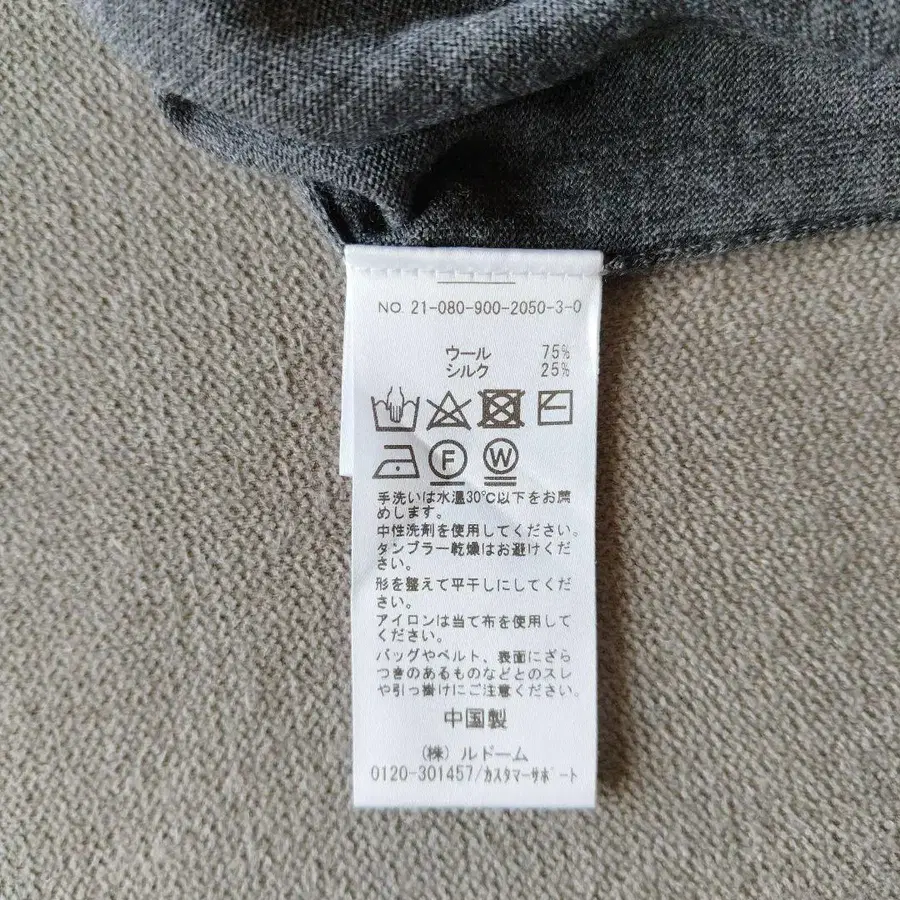 NO. 21-080-900-2050-3-0
ウール 75%
シルク 25%
F W
手洗いは水温30℃以下をお薦
めします。
中性洗剤を使用してください。
タンブラー乾燥はお避けくだ
さい。
形を整えて平干しにしてくだ
さい。
アイロンは当て布を使用して
ください。
バッグやベルト、表面にざら
つきのあるものなどとのスレ
や引っ掛けにご注意ください。
中国製
(株) ルドーム
0120-301457/カスタマーサポート